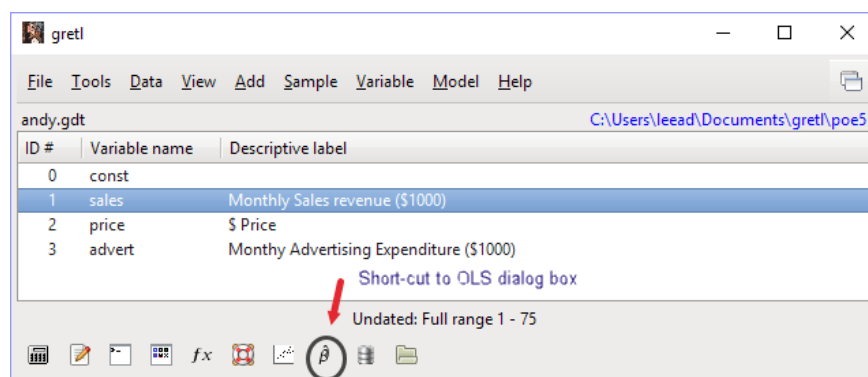 gretl
File Tools Data View Add Sample Variable Model Help
andy.gdt C:\Users\leead\Documents\gretl\poe5
ID # Variable name Descriptive label
0 const
1 sales Monthly Sales revenue ($1000)
2 price $ Price
3 advert Monthy Advertising Expenditure ($1000)
Short-cut to OLS dialog box
Undated: Full range 1 - 75
fx β̂